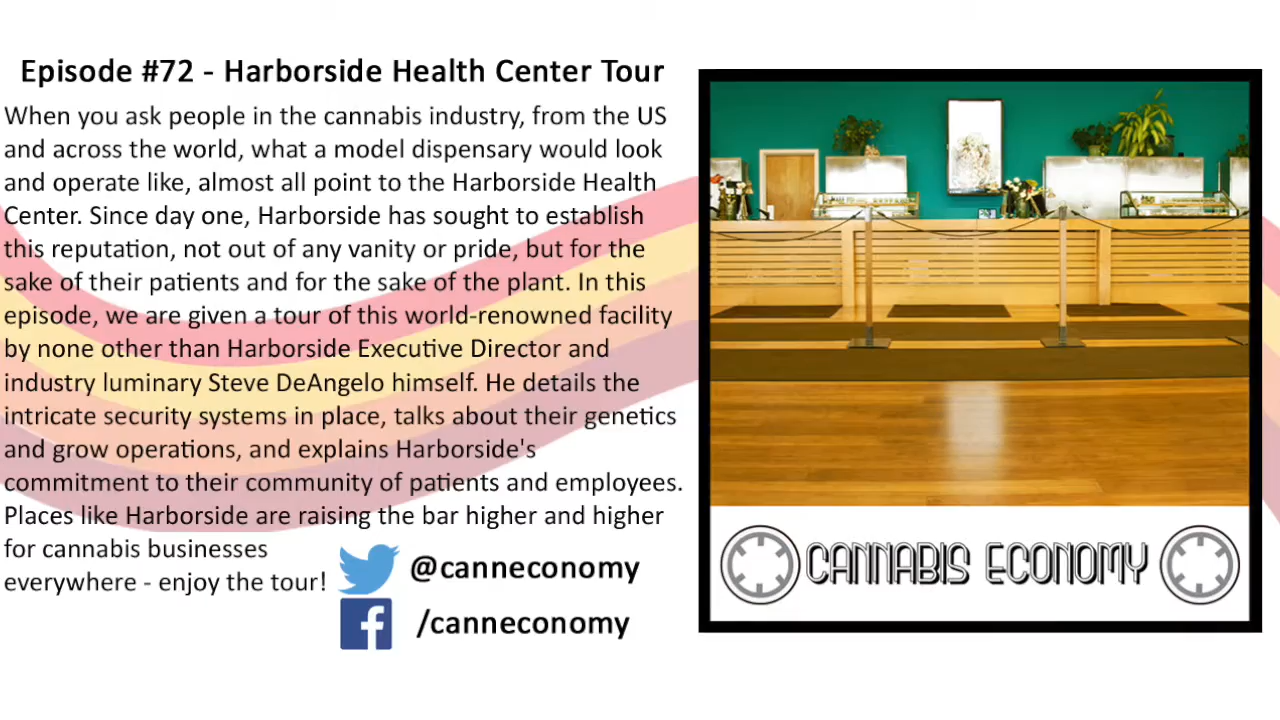 Episode #72 - Harborside Health Center Tour
When you ask people in the cannabis industry, from the US
and across the world, what a model dispensary would look
and operate like, almost all point to the Harborside Health
Center. Since day one, Harborside has sought to establish
this reputation, not out of any vanity or pride, but for the
sake of their patients and for the sake of the plant. In this
episode, we are given a tour of this world-renowned facility
by none other than Harborside Executive Director and
industry luminary Steve DeAngelo himself. He details the
intricate security systems in place, talks about their genetics
and grow operations, and explains Harborside's
commitment to their community of patients and employees.
Places like Harborside are raising the bar higher and higher
for cannabis businesses
everywhere - enjoy the tour!
@canneconomy
/canneconomy
CANNABIS ECONOMY